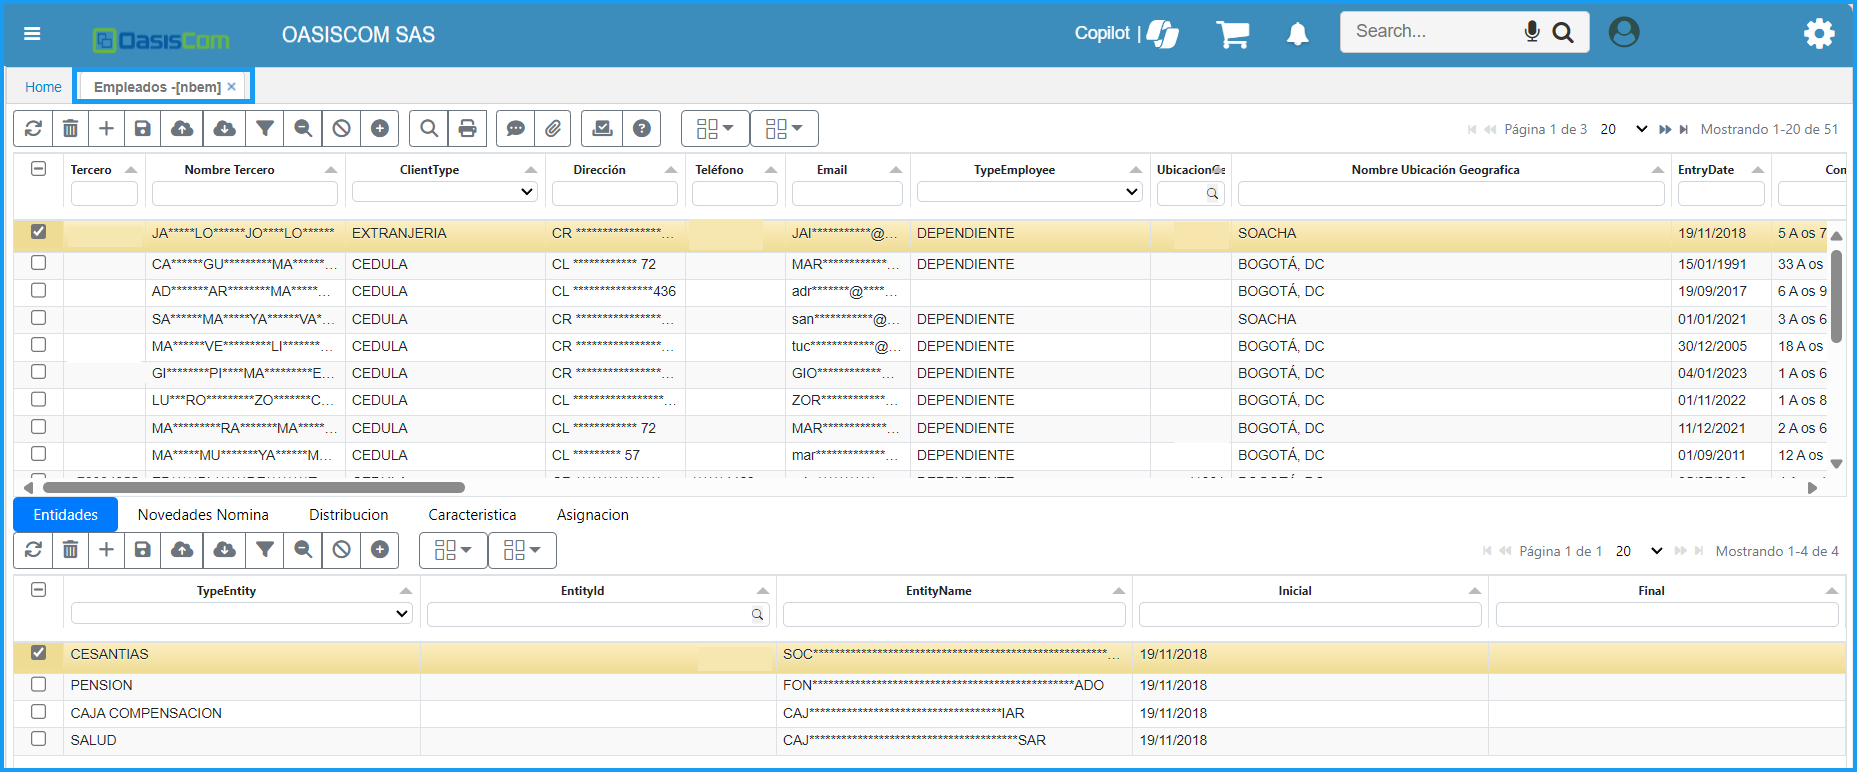 OasisCom OASISCOM SAS Copilot | Search...
Home Empleados -[nbem] ×
Página 1 de 3 20 Mostrando 1-20 de 51
Tercero Nombre Tercero ClientType Dirección Teléfono Email TypeEmployee Nombre Ubicación Geografica EntryDate Con
JA*****LO******JO****LO****** EXTRANJERIA CR ****************... JAI***********@... DEPENDIENTE SOACHA 19/11/2018 5 A os 7
CA******GU*********MA******... CEDULA CL ************ 72 MAR************... DEPENDIENTE BOGOTÁ, DC 15/01/1991 33 A os
AD*******AR********MA*****... CEDULA CL ***************436 adr*******@****... BOGOTÁ, DC 19/09/2017 6 A os 9
SA******MA*****YA******VA*... CEDULA CR ****************... san***********@... DEPENDIENTE SOACHA 01/01/2021 3 A os 6
MA******VE*********LI*******... CEDULA CR ****************... tuc************@... DEPENDIENTE BOGOTÁ, DC 30/12/2005 18 A os
GI********PI****MA*********E... CEDULA CR ****************... GIO************... DEPENDIENTE BOGOTÁ, DC 04/01/2023 1 A os 6
LU***RO*********ZO*******C... CEDULA CL *****************... ZOR************... DEPENDIENTE BOGOTÁ, DC 01/11/2022 1 A os 8
MA*********RA*******MA*****... CEDULA CL ************ 72 MAR************... DEPENDIENTE BOGOTÁ, DC 11/12/2021 2 A os 6
MA*****MU*******YA******M... CEDULA CL ********* 57 mar*************... DEPENDIENTE BOGOTÁ, DC 01/09/2011 12 A os
Entidades Novedades Nomina Distribucion Caracteristica Asignacion
Página 1 de 1 20 Mostrando 1-4 de 4
TypeEntity EntityId EntityName Inicial Final
CESANTIAS SOC*******************************************************... 19/11/2018
PENSION FON*************************************************ADO 19/11/2018
CAJA COMPENSACION CAJ************************************IAR 19/11/2018
SALUD CAJ***************************************SAR 19/11/2018